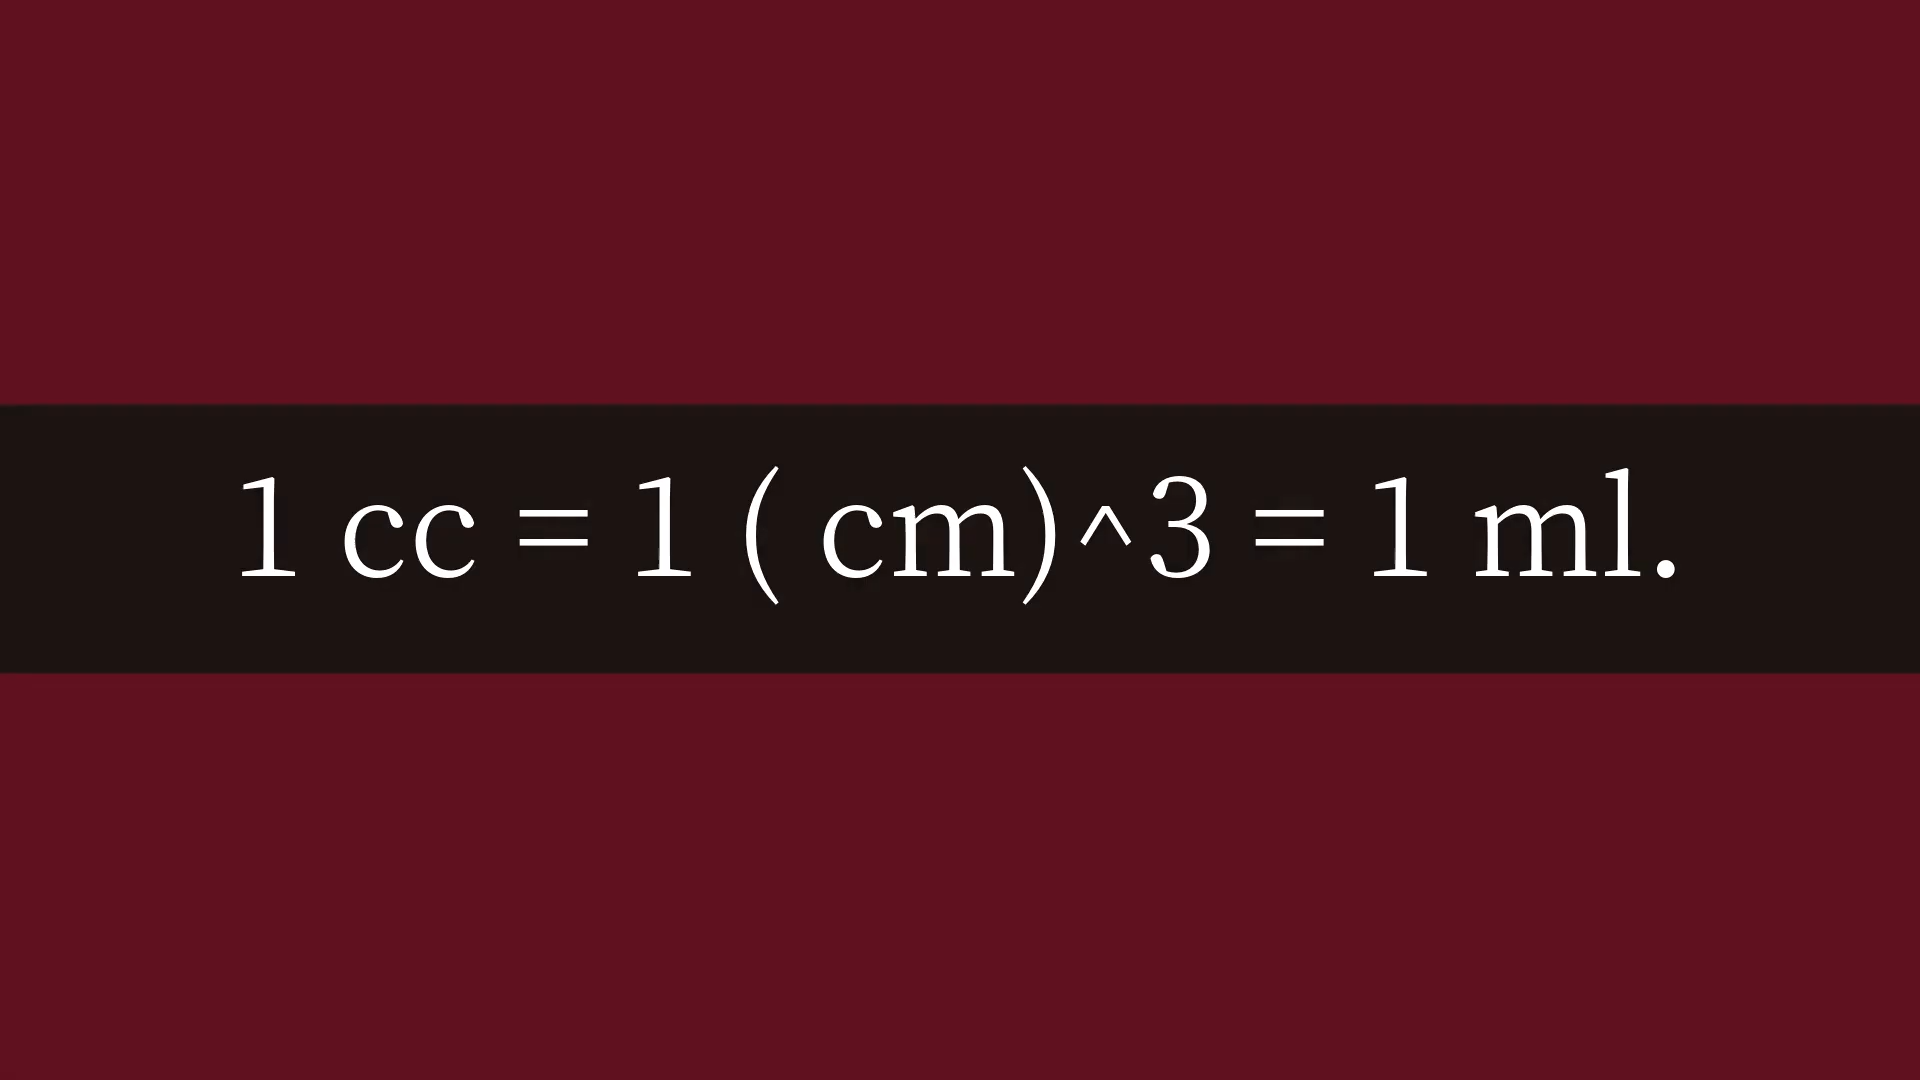 1 cc = 1 ( cm)^3 = 1 ml.